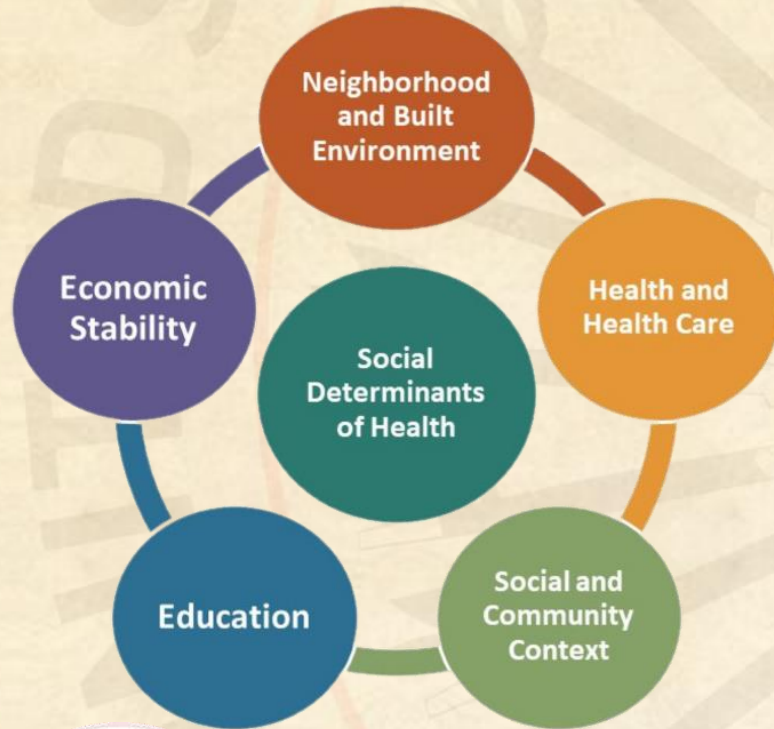 Neighborhood
and Built
Environment
Economic
Stability
Health and
Health Care
Social
Determinants
of Health
Education
Social and
Community
Context